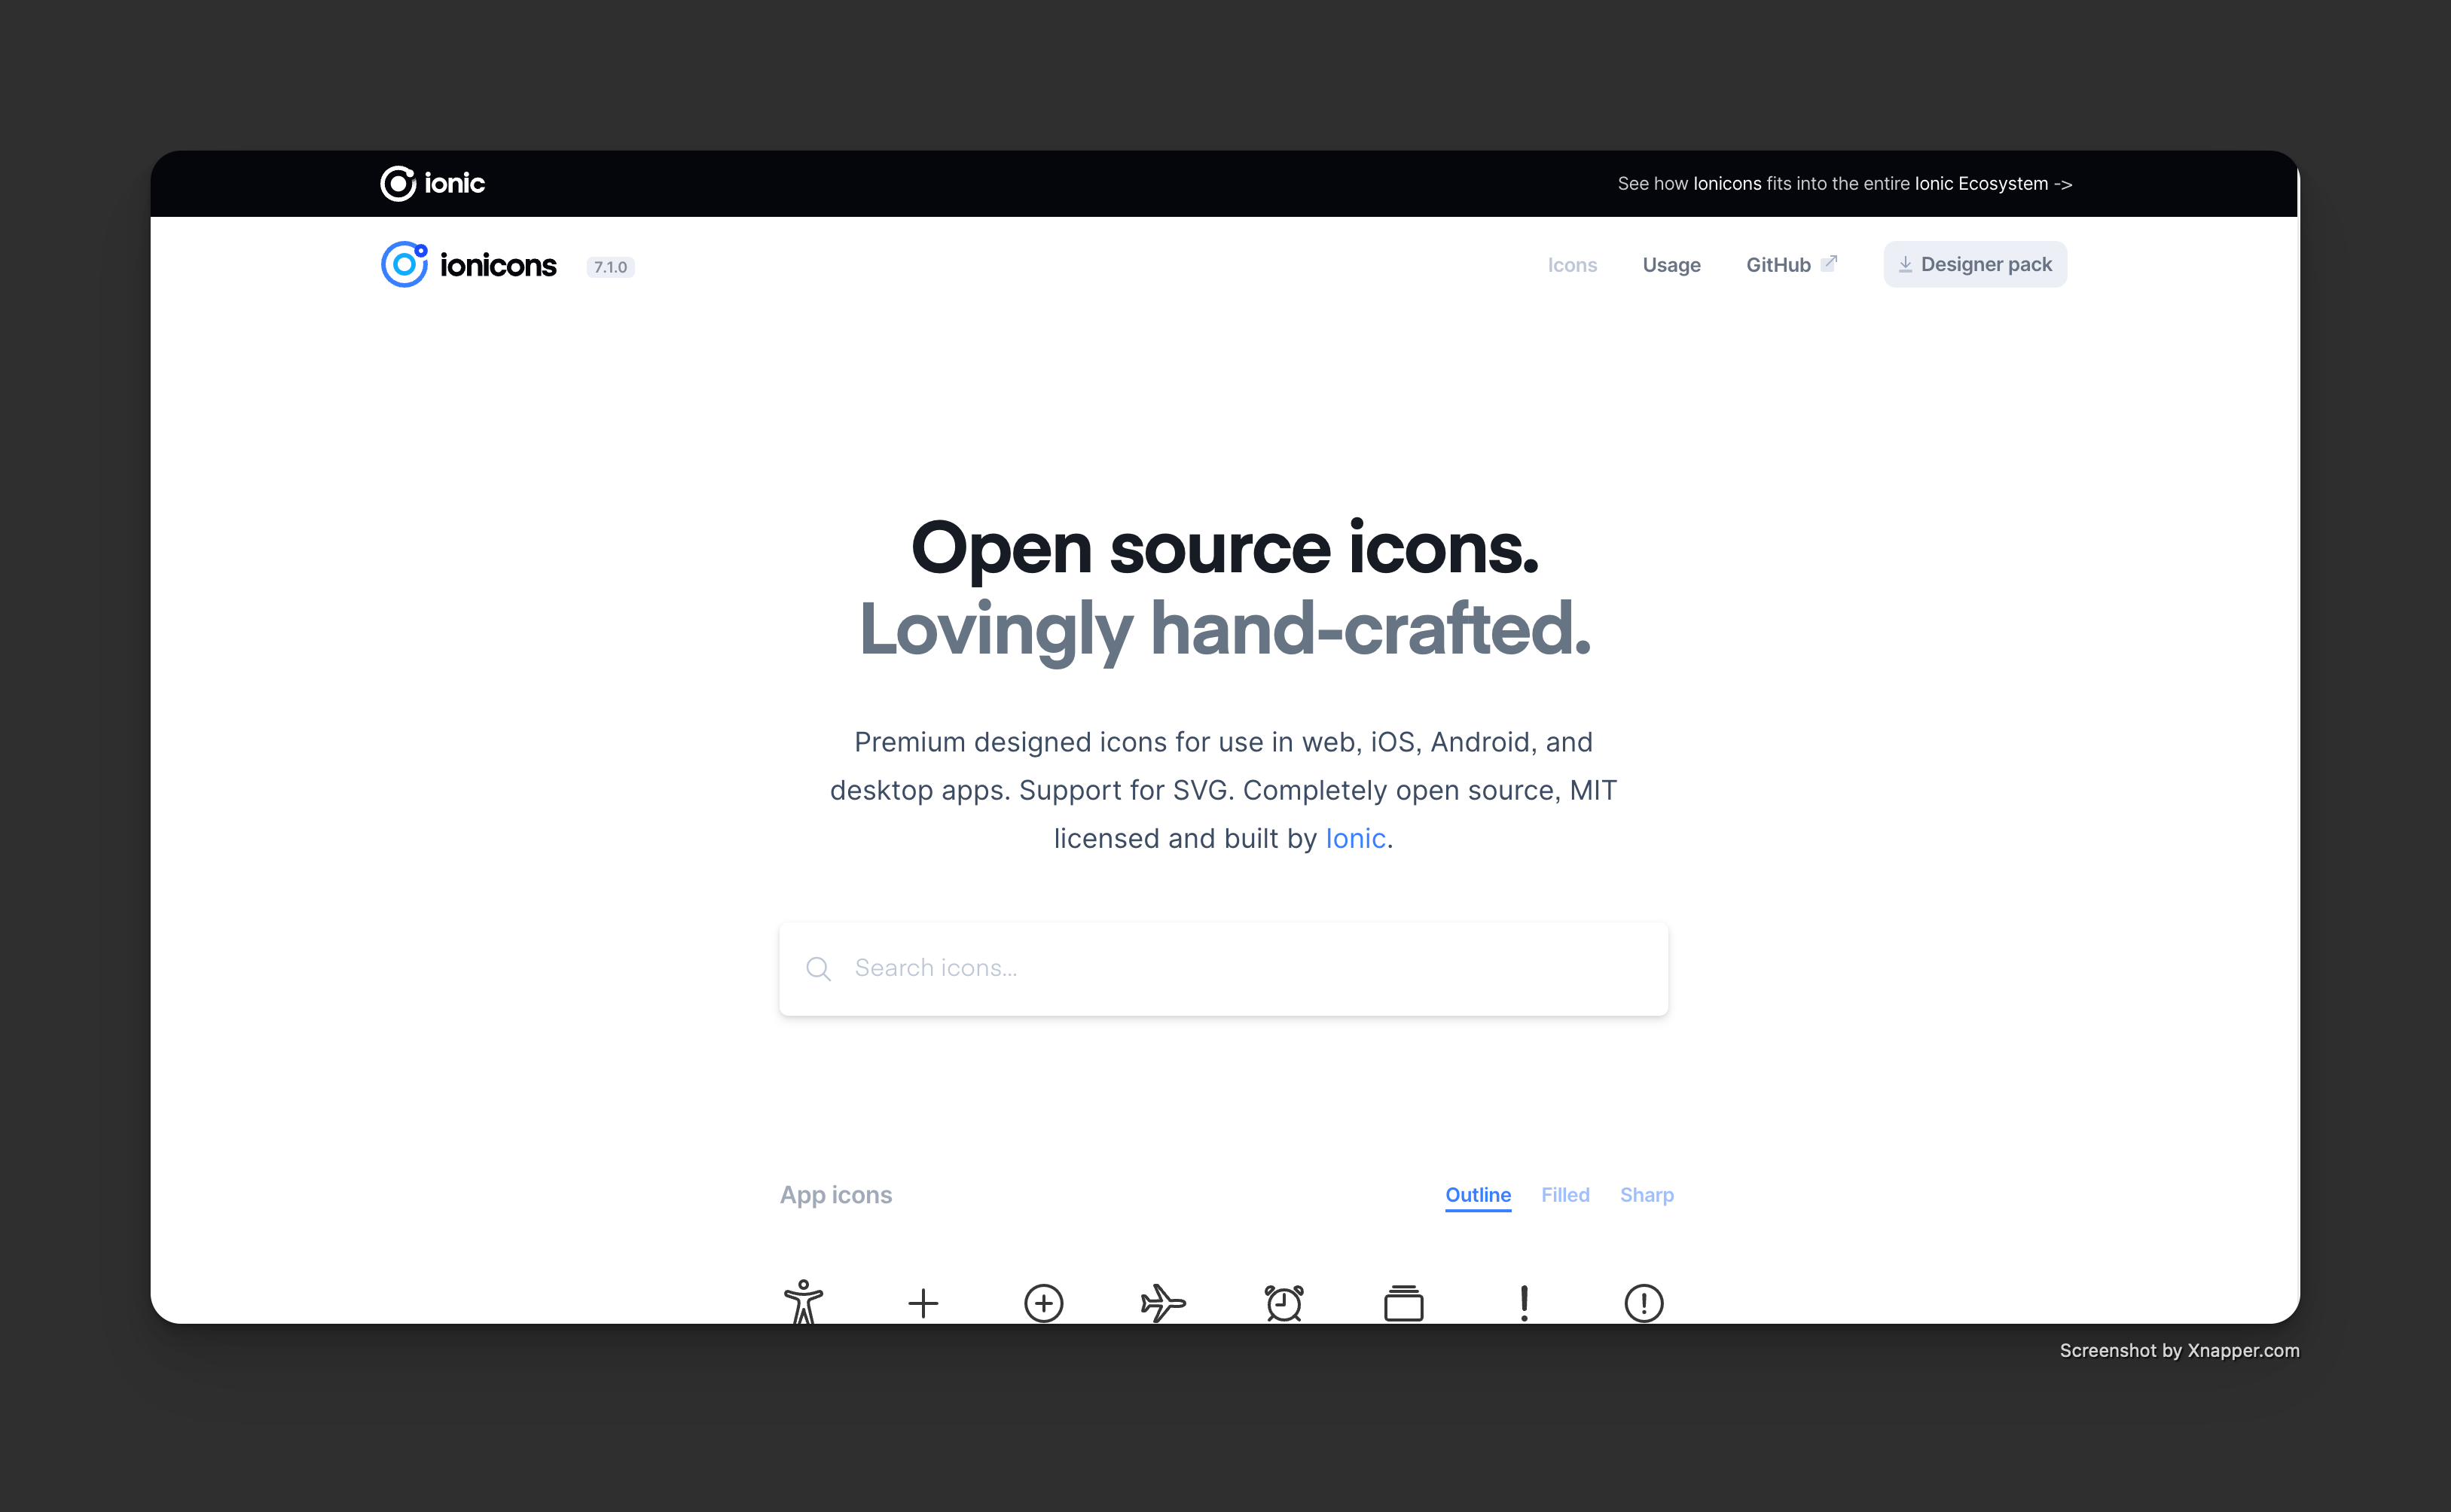 ionic
See how Ionicons fits into the entire Ionic Ecosystem ->
ionicons 7.1.0
Icons Usage GitHub Designer pack
Open source icons.
Lovingly hand-crafted.
Premium designed icons for use in web, iOS, Android, and
desktop apps. Support for SVG. Completely open source, MIT
licensed and built by Ionic.
Search icons...
App icons
Outline Filled Sharp
Screenshot by Xnapper.com